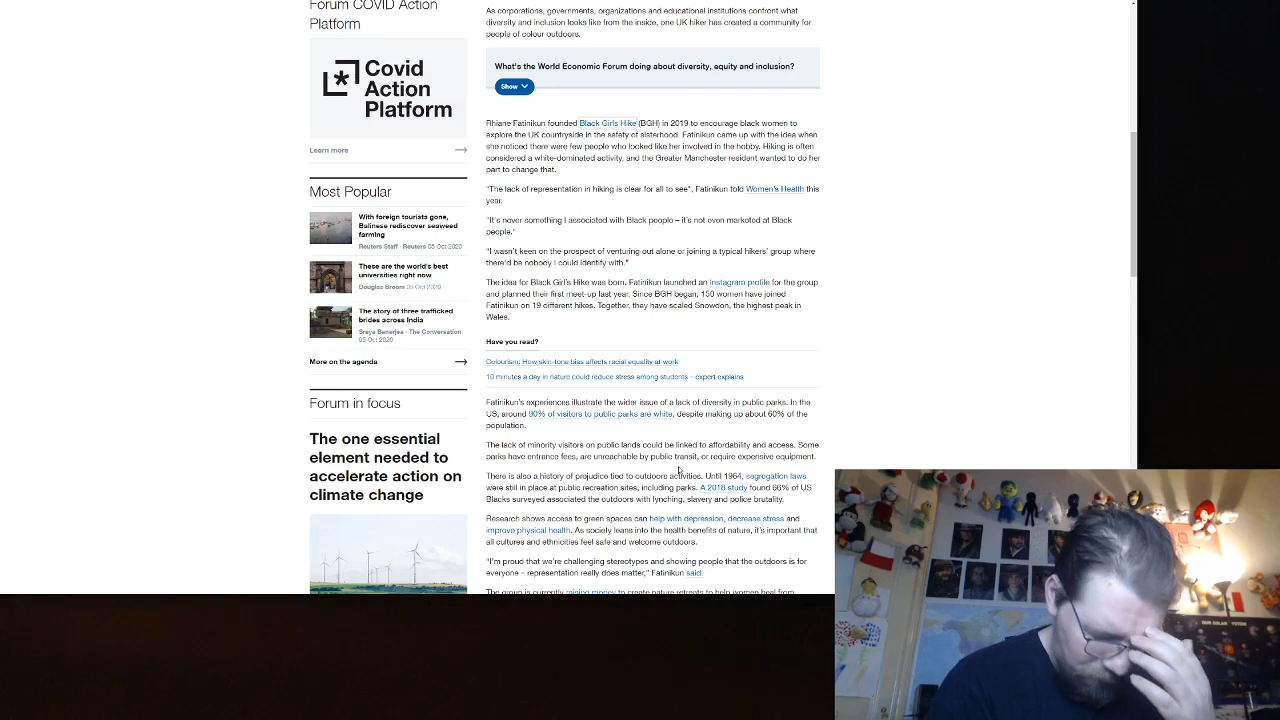 Forum COVID Action
Platform
Covid
Action
Platform
Learn more
Most Popular
With foreign tourists gone,
Balinese rediscover seaweed
farming
Reuters Staff · Reuters 05 Oct 2020
These are the world's best
universities right now
Douglas Broom 05 Oct 2020
The story of three trafficked
brides across India
Sreya Banerjea · The Conversation
05 Oct 2020
More on the agenda
Forum in focus
The one essential
element needed to
accelerate action on
climate change
As corporations, governments, organizations and educational institutions confront what
diversity and inclusion looks like from the inside, one UK hiker has created a community for
people of colour outdoors.
What's the World Economic Forum doing about diversity, equity and inclusion?
Show
Rhiane Fatinikun founded Black Girls Hike (BGH) in 2019 to encourage black women to
explore the UK countryside in the safety of sisterhood. Fatinikun came up with the idea when
she noticed there were few people who looked like her involved in the hobby. Hiking is often
considered a white-dominated activity, and the Greater Manchester resident wanted to do her
part to change that.
"The lack of representation in hiking is clear for all to see", Fatinikun told Women's Health this
year.
"It's never something I associated with Black people – it's not even marketed at Black
people."
"I wasn't keen on the prospect of venturing out alone or joining a typical hikers' group where
there'd be nobody I could identify with."
The idea for Black Girl's Hike was born. Fatinikun launched an Instagram profile for the group
and planned their first meet-up last year. Since BGH began, 150 women have joined
Fatinikun on 19 different hikes. Together, they have scaled Snowdon, the highest peak in
Wales.
Have you read?
Colourism: How skin-tone bias affects racial equality at work
10 minutes a day in nature could reduce stress among students – expert explains
Fatinikun's experiences illustrate the wider issue of a lack of diversity in public parks. In the
US, around 90% of visitors to public parks are white, despite making up about 60% of the
population.
The lack of minority visitors on public lands could be linked to affordability and access. Some
parks have entrance fees, are unreachable by public transit, or require expensive equipment.
There is also a history of prejudice tied to outdoors activities. Until 1964, segregation laws
were still in place at public recreation sites, including parks. A 2018 study found 66% of US
Blacks surveyed associated the outdoors with lynching, slavery and police brutality.
Research shows access to green spaces can help with depression, decrease stress and
improve physical health. As society leans into the health benefits of nature, it's important that
all cultures and ethnicities feel safe and welcome outdoors.
"I'm proud that we're challenging stereotypes and showing people that the outdoors is for
everyone – representation really does matter," Fatinikun said.
The group is currently raising money to create nature retreats to help women heal from
OUR SOLAR SYSTEM